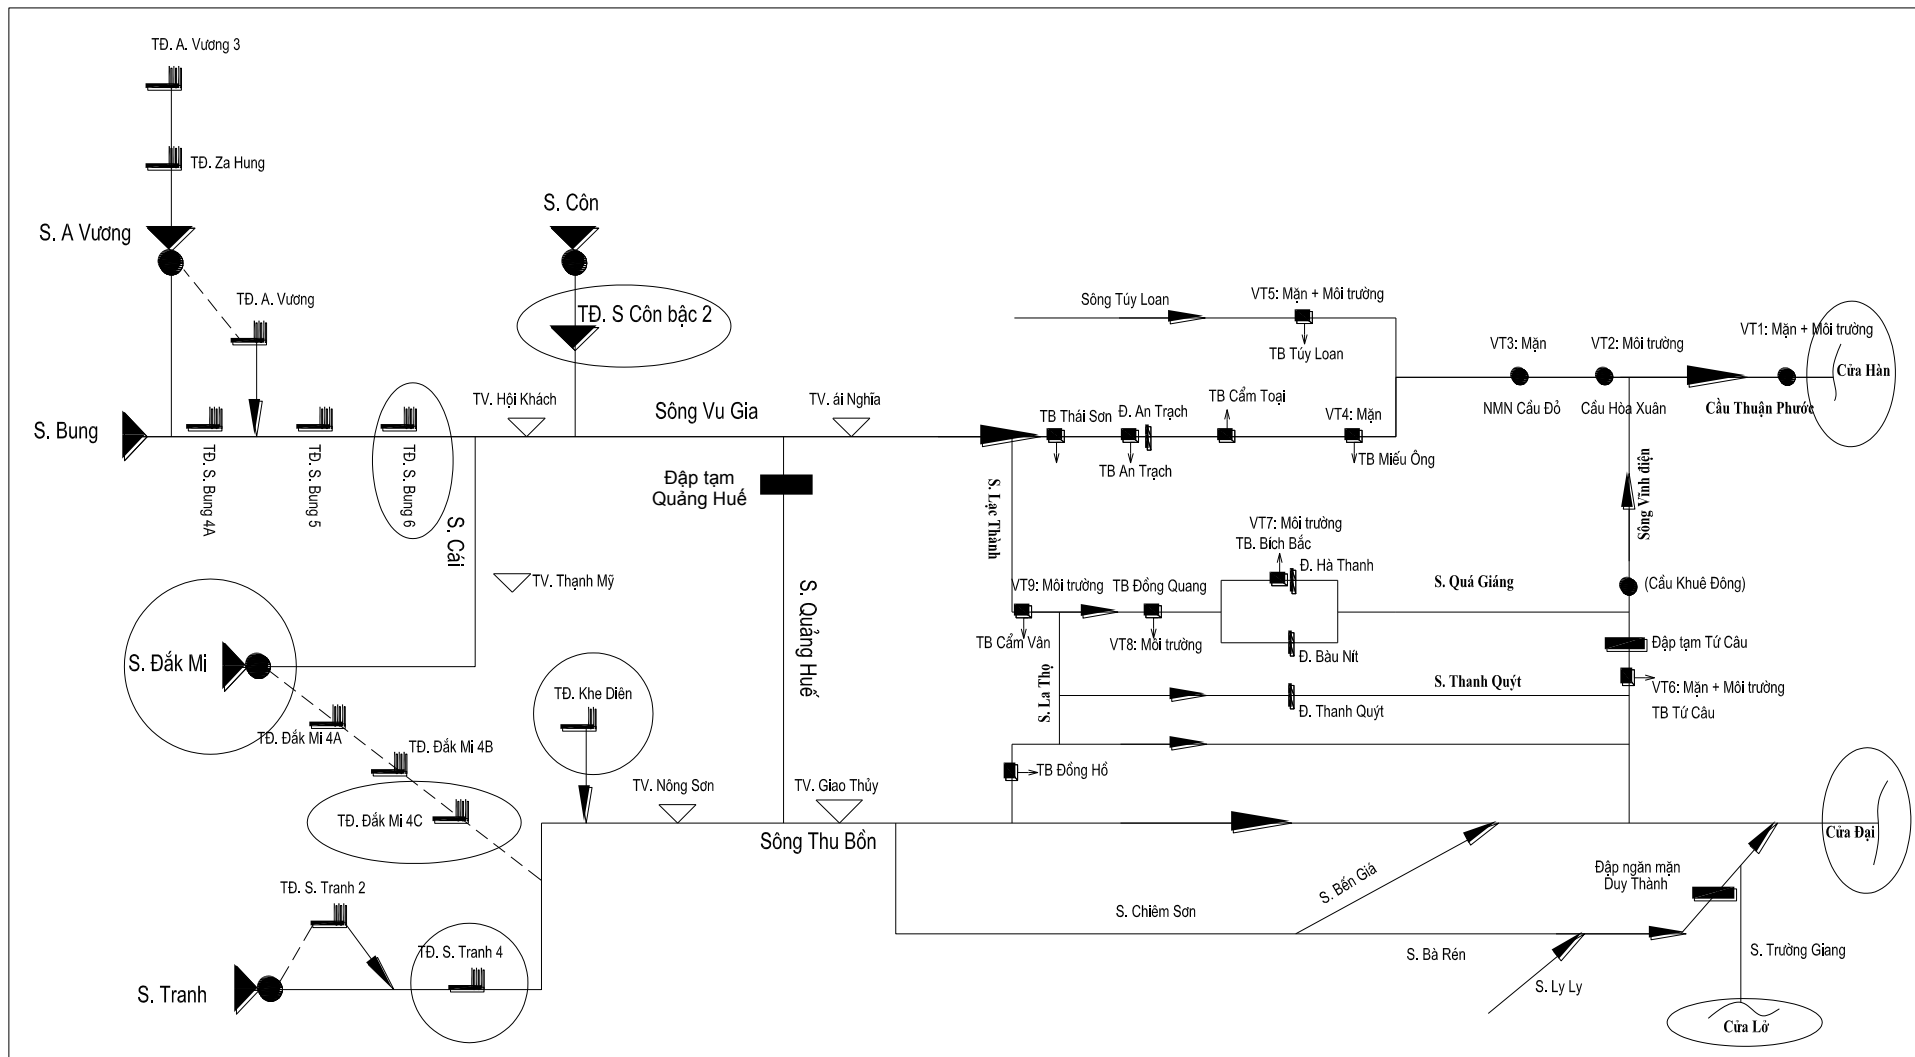 TĐ. A. Vương 3
TĐ. Za Hung
S. Côn
S. A Vương
TĐ. A. Vương
TĐ. S Côn bậc 2
Sông Túy Loan
VT5: Mặn + Môi trường
TB Túy Loan
VT3: Mặn
VT2: Môi trường
VT1: Mặn + Môi trường
Cửa Hàn
NMN Cầu Đỏ
Cầu Hòa Xuân
Cầu Thuận Phước
TV. Hội Khách
Sông Vu Gia
TV. ái Nghĩa
TB Thái Sơn
Đ. An Trạch
TB Cẩm Toại
VT4: Mặn
S. Bung
TB An Trạch
TB Miếu Ông
TĐ. S. Bung 4A
TĐ. S. Bung 5
TĐ. S. Bung 6
Đập tạm
Quảng Huế
S. Cái
S. Lạc Thành
Sông Vĩnh điện
VT7: Môi trường
TB. Bích Bắc
Đ. Hà Thanh
TV. Thạnh Mỹ
S. Quảng Huế
VT9: Môi trường
TB Đồng Quang
S. Quá Giáng
(Cầu Khuê Đông)
TB Cẩm Vân
VT8: Môi trường
Đ. Bàu Nít
Đập tạm Tứ Câu
S. Đắk Mi
TĐ. Khe Diên
S. La Thọ
S. Thanh Quýt
Đ. Thanh Quýt
VT6: Mặn + Môi trường
TB Tứ Câu
TĐ. Đắk Mi 4A
TĐ. Đắk Mi 4B
TB Đồng Hồ
TV. Nông Sơn
TV. Giao Thủy
TĐ. Đắk Mi 4C
Sông Thu Bồn
Cửa Đại
S. Bến Giá
Đập ngăn mặn
Duy Thành
TĐ. S. Tranh 2
S. Chiêm Sơn
TĐ. S. Tranh 4
S. Bà Rén
S. Trường Giang
S. Tranh
S. Ly Ly
Cửa Lở